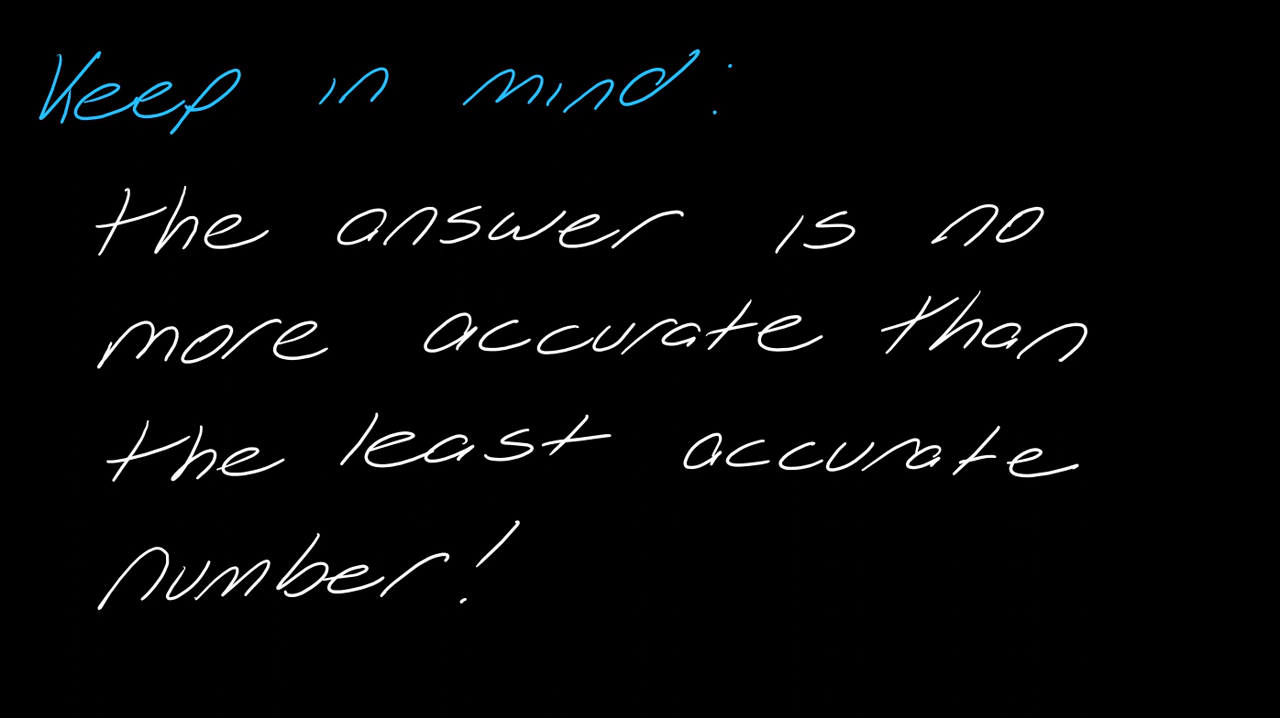 Keep in mind:
the answer is no
more accurate than
the least accurate
number!